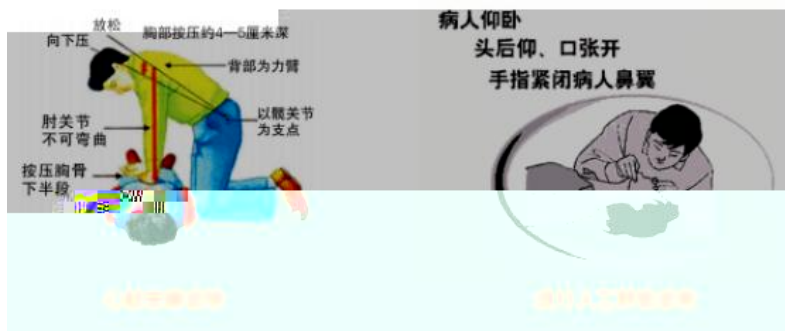 放松
向下压
胸部按压约4—5厘米深
背部为力臂
肘关节
不可弯曲
以髋关节
为支点
按压胸骨
下半段
病人仰卧
头后仰、口张开
手指紧闭病人鼻翼